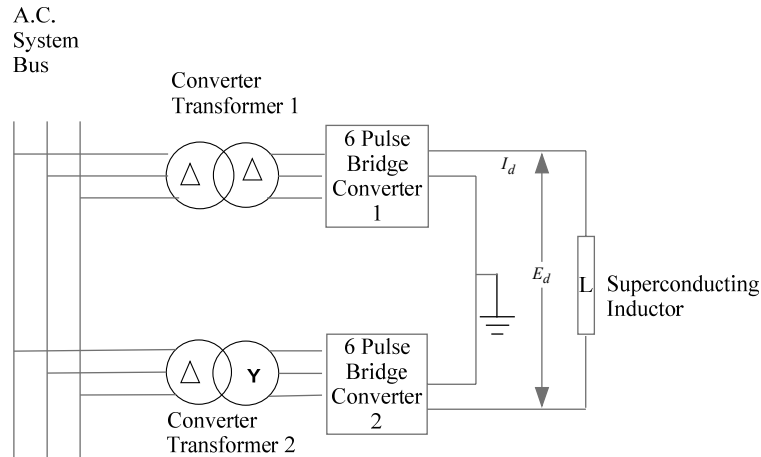 A.C.
System
Bus
Converter
Transformer 1
Δ
Δ
6 Pulse
Bridge
Converter
1
I_d
E_d
L
Superconducting
Inductor
Δ
Y
6 Pulse
Bridge
Converter
2
Converter
Transformer 2